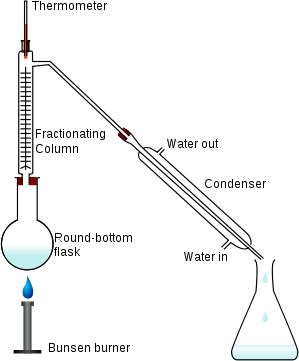 Thermometer
Fractionating
Column
Water out
Condenser
Round-bottom
flask
Water in
Bunsen burner